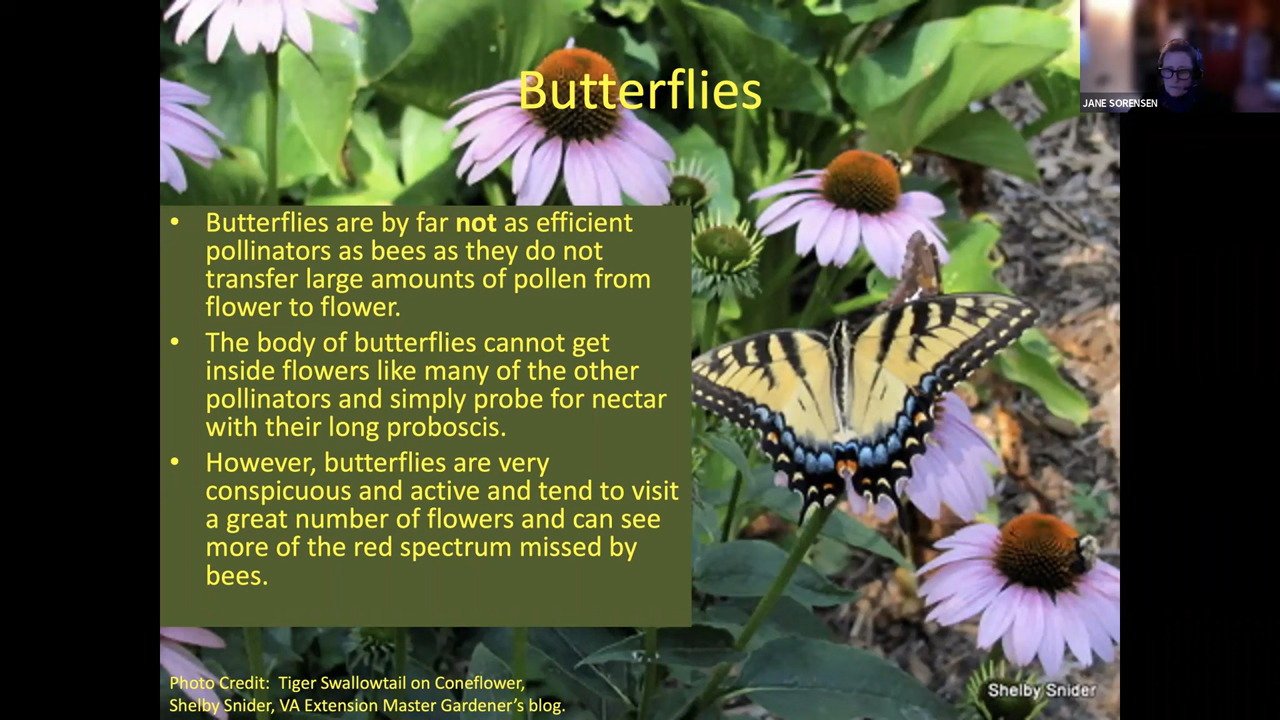 Butterflies
JANE SORENSEN
• Butterflies are by far not as efficient
pollinators as bees as they do not
transfer large amounts of pollen from
flower to flower.
• The body of butterflies cannot get
inside flowers like many of the other
pollinators and simply probe for nectar
with their long proboscis.
• However, butterflies are very
conspicuous and active and tend to visit
a great number of flowers and can see
more of the red spectrum missed by
bees.
Photo Credit:  Tiger Swallowtail on Coneflower,
Shelby Snider, VA Extension Master Gardener’s blog.
Shelby Snider